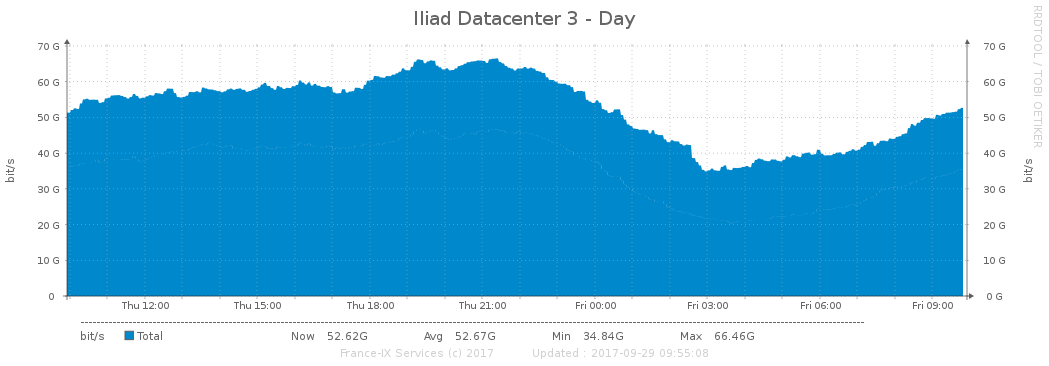 Iliad Datacenter 3 - Day
RRDTOOL / TOBI OETIKER
70 G 70 G
60 G 60 G
50 G 50 G
40 G 40 G
30 G 30 G
20 G 20 G
10 G 10 G
0 0 G
bit/s bit/s
Thu 12:00 Thu 15:00 Thu 18:00 Thu 21:00 Fri 00:00 Fri 03:00 Fri 06:00 Fri 09:00
bit/s Total Now 52.62G Avg 52.67G Min 34.84G Max 66.46G
France-IX Services (c) 2017 Updated : 2017-09-29 09:55:08